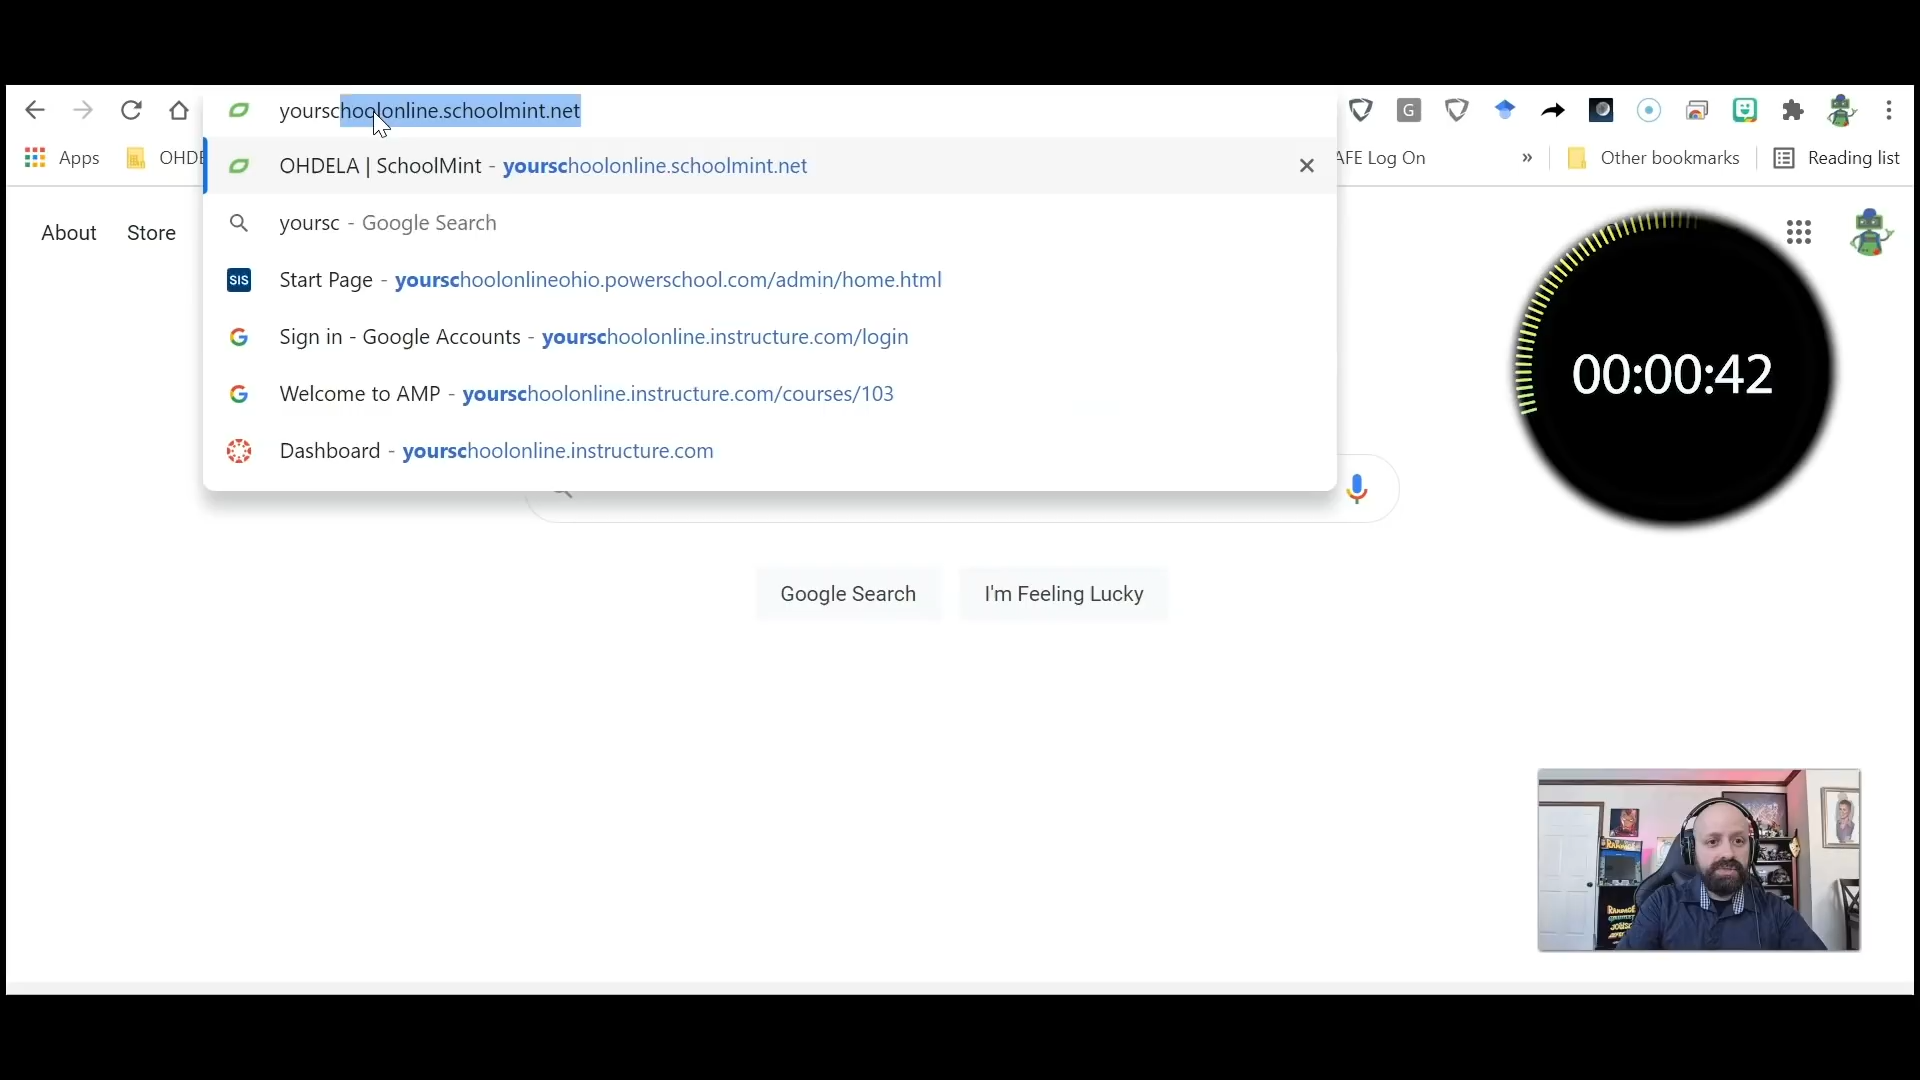 yourschoolonline.schoolmint.net
G
Apps
OHDE
OHDELA | SchoolMint - yourschoolonline.schoolmint.net
AFE Log On
»
Other bookmarks
Reading list
About
Store
yoursc - Google Search
SIS
Start Page - yourschoolonlineohio.powerschool.com/admin/home.html
Sign in - Google Accounts - yourschoolonline.instructure.com/login
00:00:42
Welcome to AMP - yourschoolonline.instructure.com/courses/103
Dashboard - yourschoolonline.instructure.com
Google Search
I'm Feeling Lucky
RAMPAGE